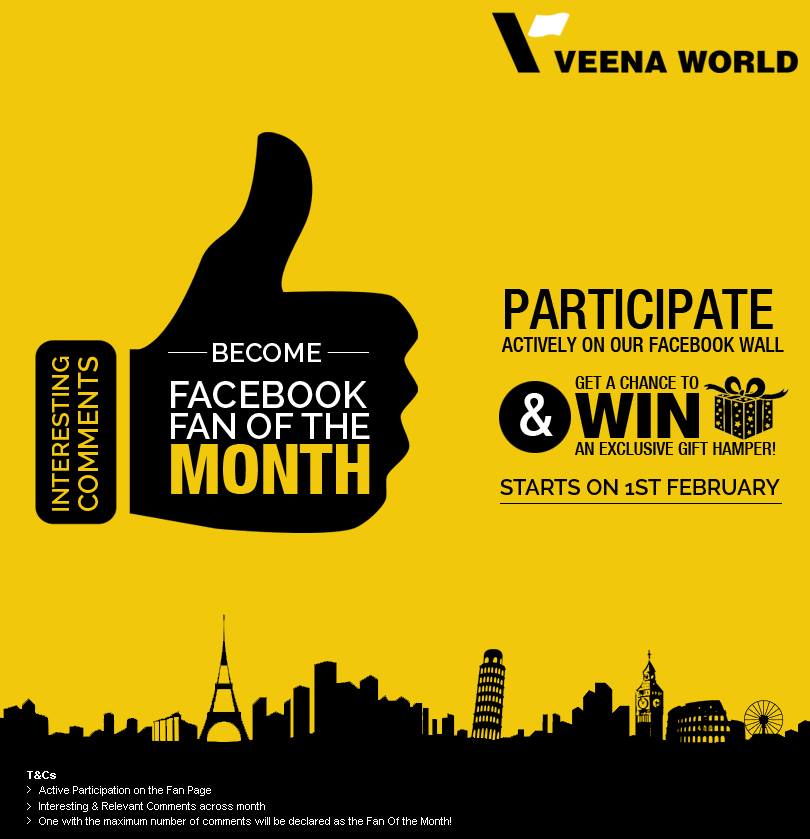 VEENA WORLD
INTERESTING
COMMENTS
BECOME
FACEBOOK
FAN OF THE
MONTH
PARTICIPATE
ACTIVELY ON OUR FACEBOOK WALL
&
GET A CHANCE TO
WIN
AN EXCLUSIVE GIFT HAMPER!
STARTS ON 1ST FEBRUARY
T&Cs
> Active Participation on the Fan Page
> Interesting & Relevant Comments across month
> One with the maximum number of comments will be declared as the Fan Of the Month!